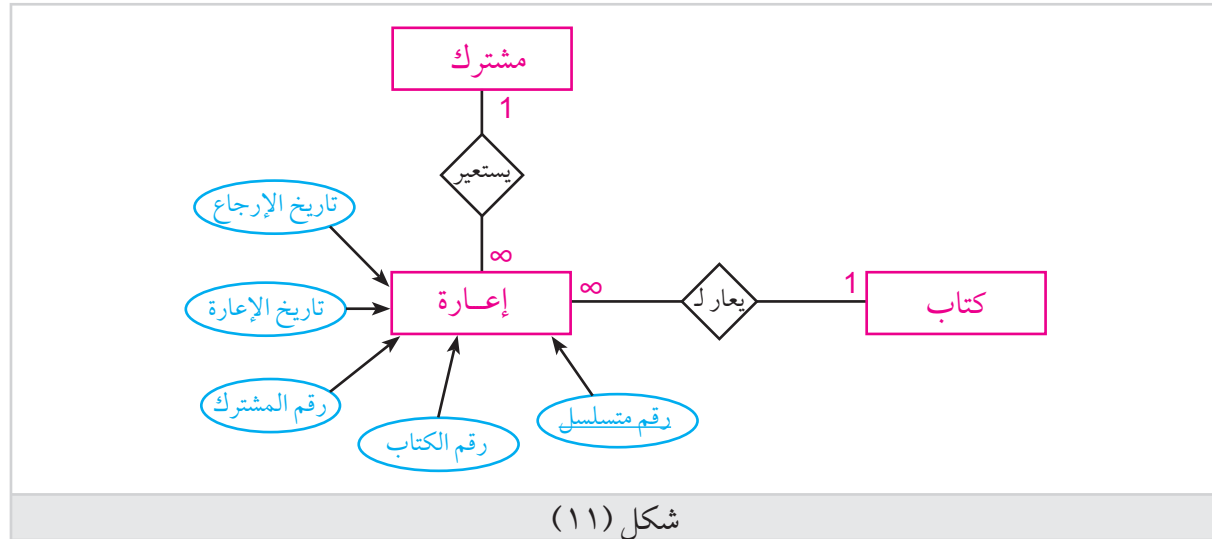 مشترك
1
يستعير
تاريخ الإرجاع
∞
∞ إعــارة
يعار لـ
1
كتاب
تاريخ الإعارة
رقم المشترك
رقم متسلسل
رقم الكتاب
شكل (١١)